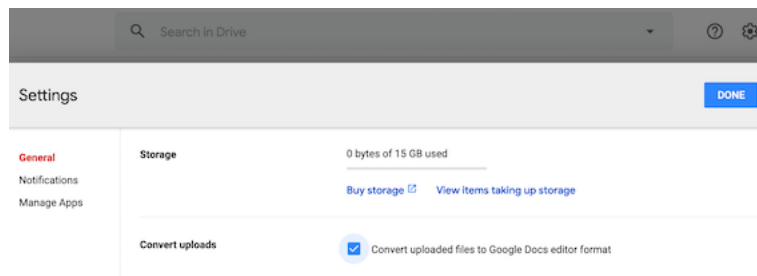 Search in Drive
Settings
DONE
General
Notifications
Manage Apps
Storage
0 bytes of 15 GB used
Buy storage View items taking up storage
Convert uploads
Convert uploaded files to Google Docs editor format